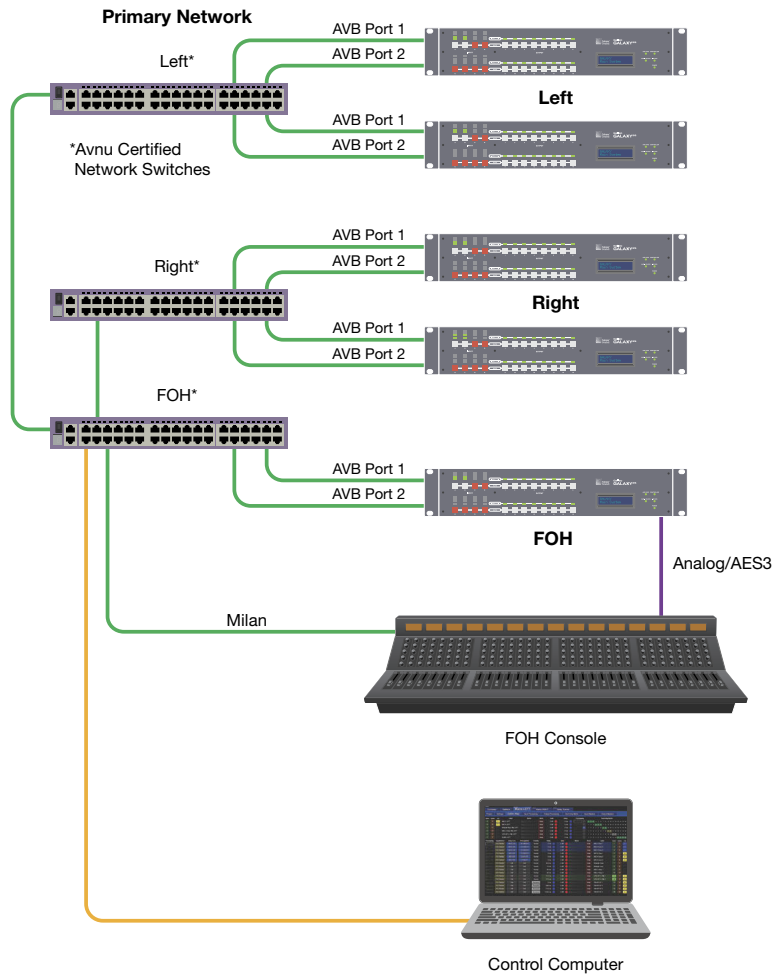 Primary Network
AVB Port 1
Left*
AVB Port 2
Left
AVB Port 1
*Avnu Certified
Network Switches
AVB Port 2
AVB Port 1
Right*
AVB Port 2
Right
AVB Port 1
AVB Port 2
FOH*
AVB Port 1
AVB Port 2
FOH
Analog/AES3
Milan
FOH Console
Control Computer